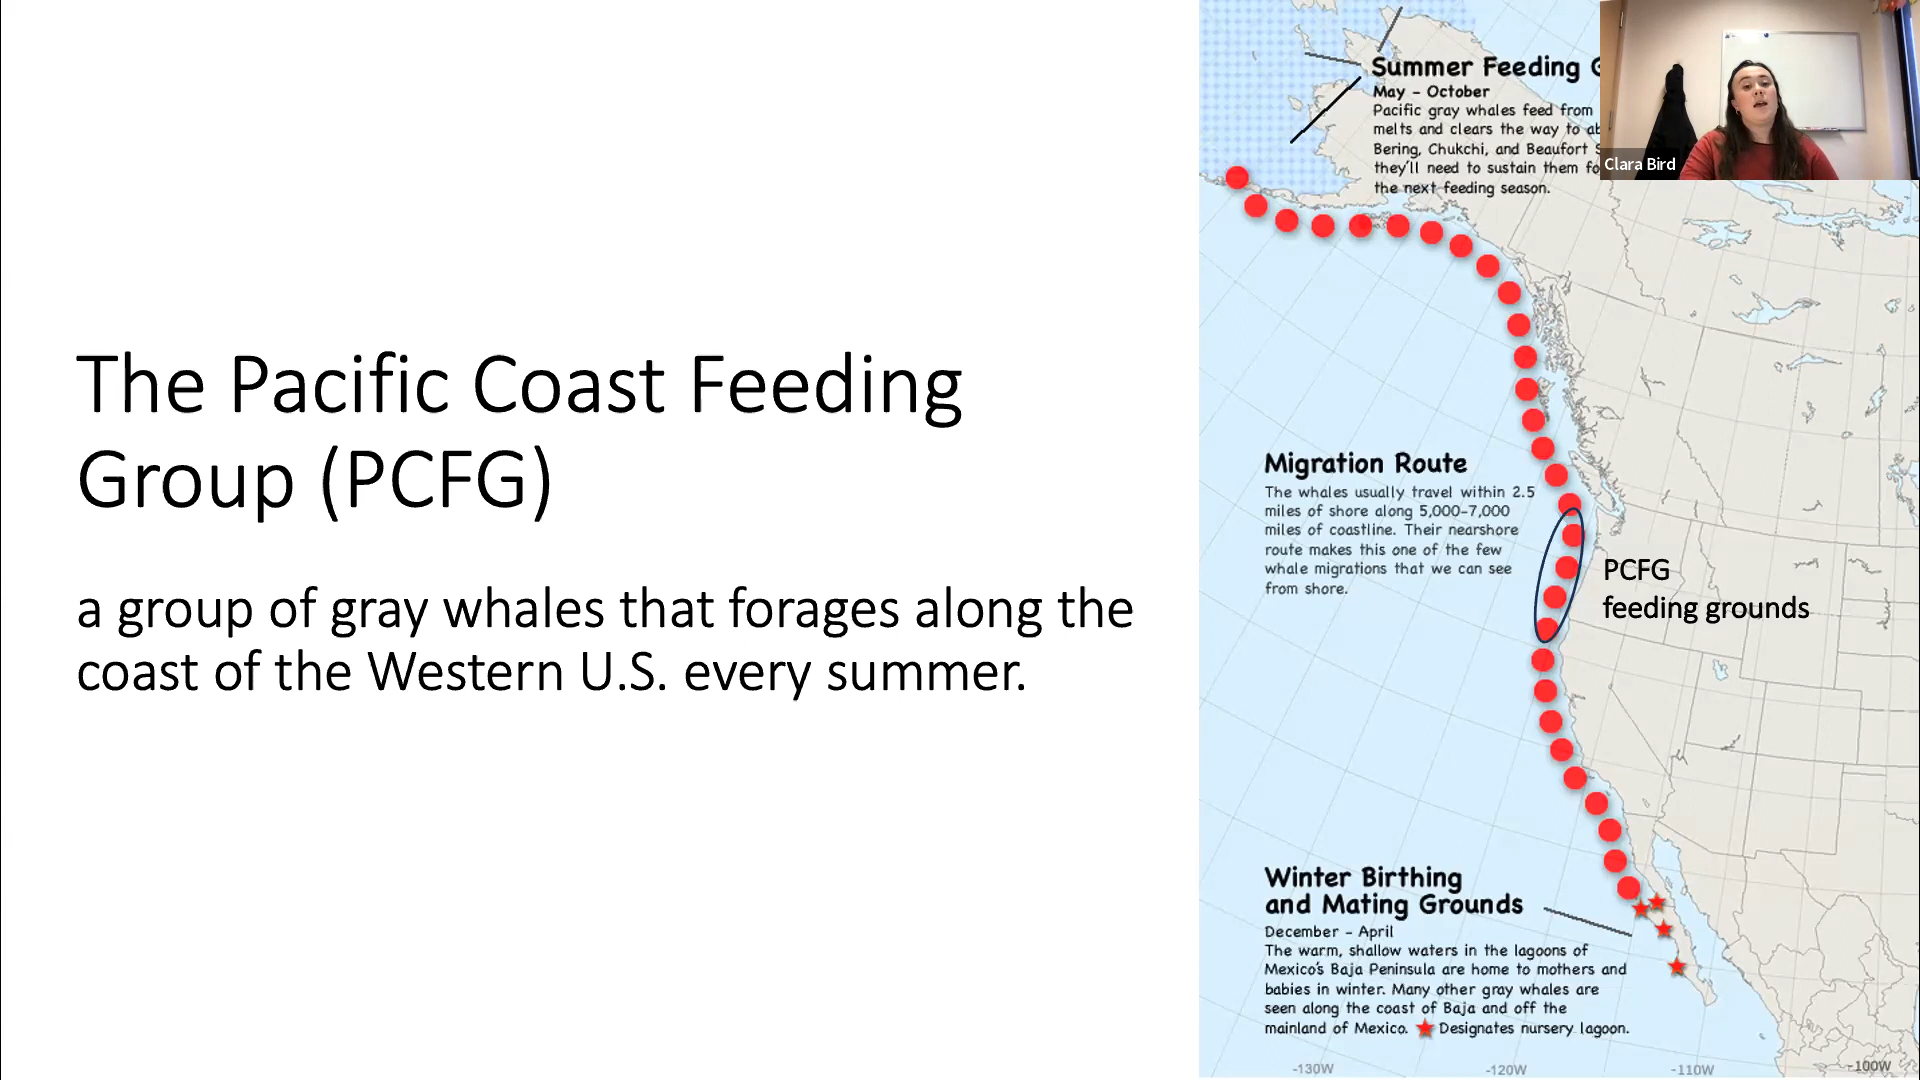 The Pacific Coast Feeding
Group (PCFG)
a group of gray whales that forages along the
coast of the Western U.S. every summer.
Summer Feeding
May - October
Pacific gray whales feed from
melts and clears the way to
Bering, Chukchi, and Beaufort
they'll need to sustain them
the next feeding season.
Clara Bird
Migration Route
The whales usually travel within 2.5
miles of shore along 5,000-7,000
miles of coastline. Their nearshore
route makes this one of the few
whale migrations that we can see
from shore.
PCFG
feeding grounds
Winter Birthing
and Mating Grounds
December - April
The warm, shallow waters in the lagoons of
Mexico's Baja Peninsula are home to mothers and
babies in winter. Many other gray whales are
seen along the coast of Baja and off the
mainland of Mexico. ★ Designates nursery lagoon.
-130W -120W -110W -100W